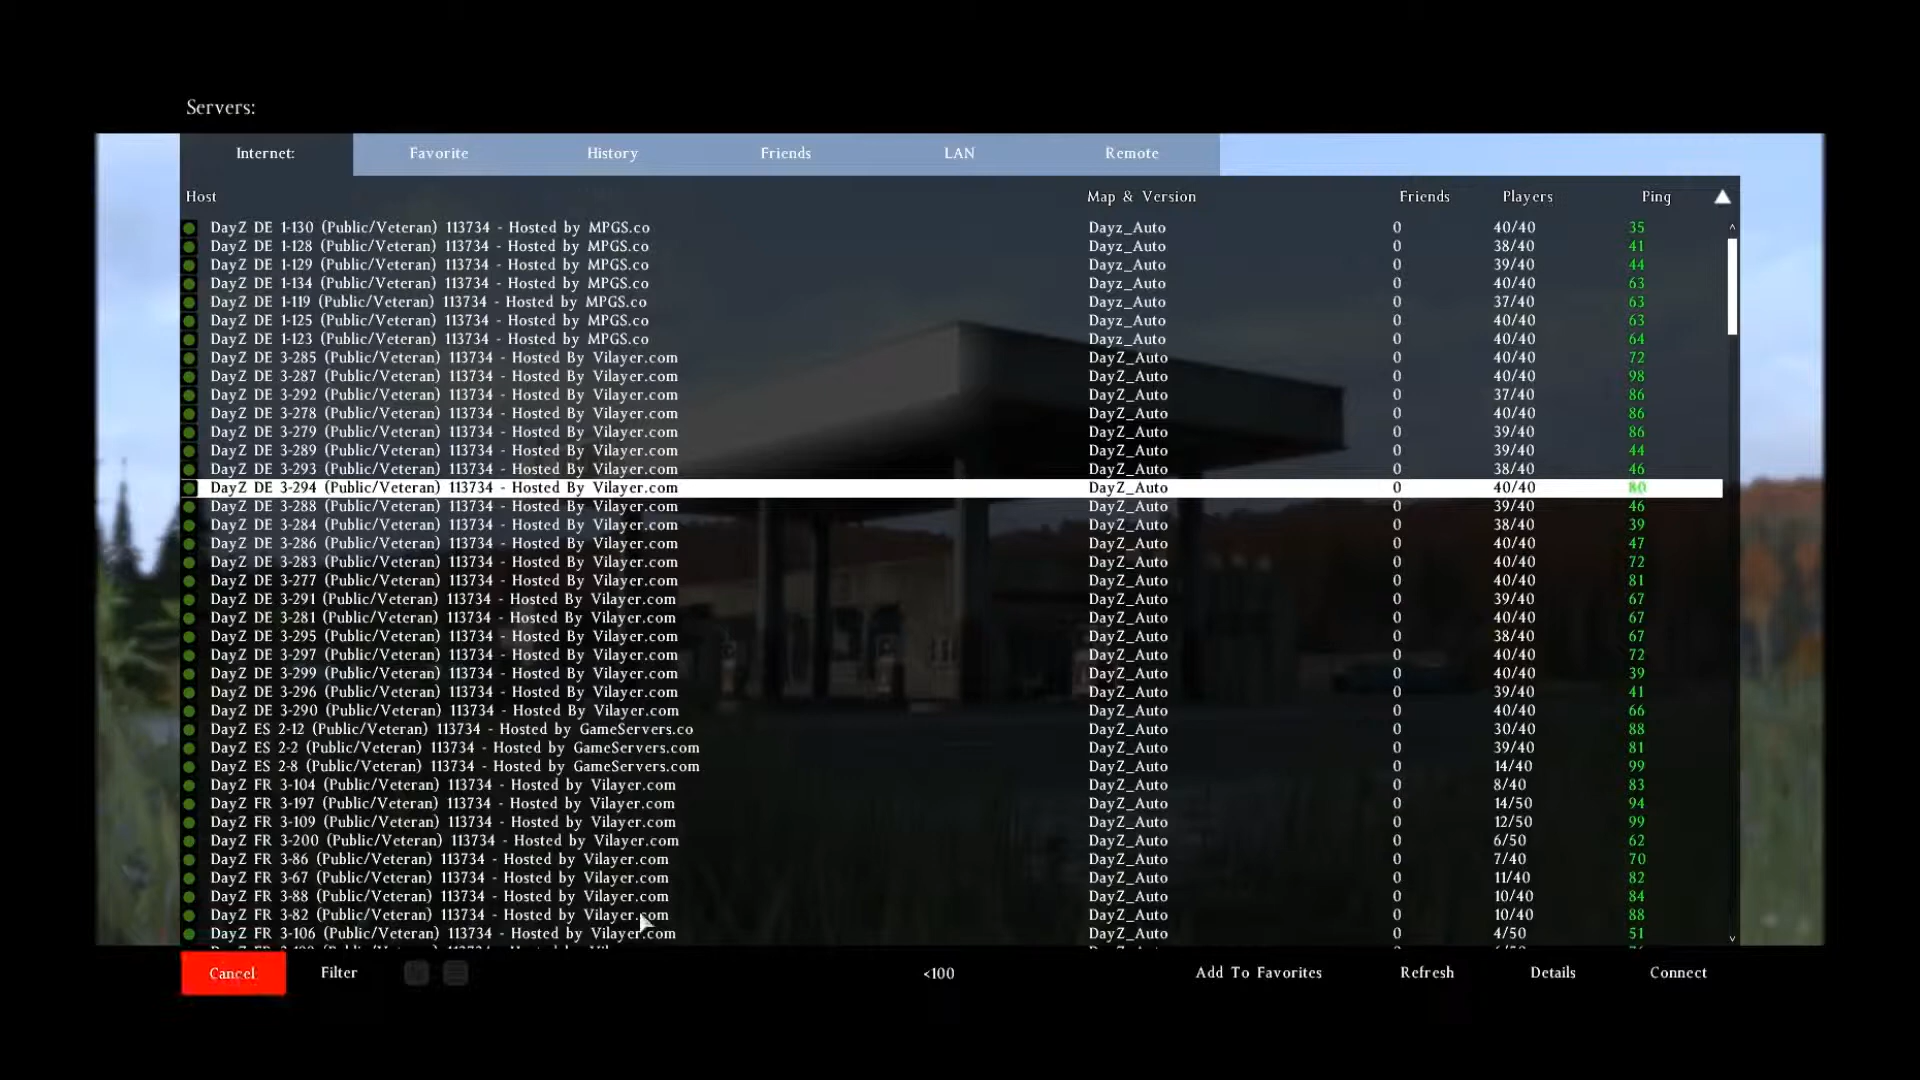 Servers:
Internet: Favorite History Friends LAN Remote
Host Map & Version Friends Players Ping
DayZ DE 1-130 (Public/Veteran) 113734 - Hosted by MPGS.co Dayz_Auto 0 40/40 35
DayZ DE 1-128 (Public/Veteran) 113734 - Hosted by MPGS.co Dayz_Auto 0 38/40 41
DayZ DE 1-129 (Public/Veteran) 113734 - Hosted by MPGS.co Dayz_Auto 0 39/40 44
DayZ DE 1-134 (Public/Veteran) 113734 - Hosted by MPGS.co Dayz_Auto 0 40/40 63
DayZ DE 1-119 (Public/Veteran) 113734 - Hosted by MPGS.co Dayz_Auto 0 37/40 63
DayZ DE 1-125 (Public/Veteran) 113734 - Hosted by MPGS.co Dayz_Auto 0 40/40 63
DayZ DE 1-123 (Public/Veteran) 113734 - Hosted by MPGS.co Dayz_Auto 0 40/40 64
DayZ DE 3-285 (Public/Veteran) 113734 - Hosted By Vilayer.com DayZ_Auto 0 40/40 72
DayZ DE 3-287 (Public/Veteran) 113734 - Hosted By Vilayer.com DayZ_Auto 0 40/40 98
DayZ DE 3-292 (Public/Veteran) 113734 - Hosted By Vilayer.com DayZ_Auto 0 37/40 86
DayZ DE 3-278 (Public/Veteran) 113734 - Hosted By Vilayer.com DayZ_Auto 0 40/40 86
DayZ DE 3-279 (Public/Veteran) 113734 - Hosted By Vilayer.com DayZ_Auto 0 39/40 86
DayZ DE 3-289 (Public/Veteran) 113734 - Hosted By Vilayer.com DayZ_Auto 0 39/40 44
DayZ DE 3-293 (Public/Veteran) 113734 - Hosted By Vilayer.com DayZ_Auto 0 38/40 46
DayZ DE 3-294 (Public/Veteran) 113734 - Hosted By Vilayer.com DayZ_Auto 0 40/40 80
DayZ DE 3-288 (Public/Veteran) 113734 - Hosted By Vilayer.com DayZ_Auto 0 39/40 46
DayZ DE 3-284 (Public/Veteran) 113734 - Hosted By Vilayer.com DayZ_Auto 0 38/40 39
DayZ DE 3-286 (Public/Veteran) 113734 - Hosted By Vilayer.com DayZ_Auto 0 40/40 47
DayZ DE 3-283 (Public/Veteran) 113734 - Hosted By Vilayer.com DayZ_Auto 0 40/40 72
DayZ DE 3-277 (Public/Veteran) 113734 - Hosted By Vilayer.com DayZ_Auto 0 40/40 81
DayZ DE 3-291 (Public/Veteran) 113734 - Hosted By Vilayer.com DayZ_Auto 0 39/40 67
DayZ DE 3-281 (Public/Veteran) 113734 - Hosted By Vilayer.com DayZ_Auto 0 40/40 67
DayZ DE 3-295 (Public/Veteran) 113734 - Hosted By Vilayer.com DayZ_Auto 0 38/40 67
DayZ DE 3-297 (Public/Veteran) 113734 - Hosted By Vilayer.com DayZ_Auto 0 40/40 72
DayZ DE 3-299 (Public/Veteran) 113734 - Hosted By Vilayer.com DayZ_Auto 0 40/40 39
DayZ DE 3-296 (Public/Veteran) 113734 - Hosted By Vilayer.com DayZ_Auto 0 39/40 41
DayZ DE 3-290 (Public/Veteran) 113734 - Hosted By Vilayer.com DayZ_Auto 0 40/40 66
DayZ ES 2-12 (Public/Veteran) 113734 - Hosted by GameServers.co DayZ_Auto 0 30/40 88
DayZ ES 2-2 (Public/Veteran) 113734 - Hosted by GameServers.com DayZ_Auto 0 39/40 81
DayZ ES 2-8 (Public/Veteran) 113734 - Hosted by GameServers.com DayZ_Auto 0 14/40 99
DayZ FR 3-104 (Public/Veteran) 113734 - Hosted by Vilayer.com DayZ_Auto 0 8/40 83
DayZ FR 3-197 (Public/Veteran) 113734 - Hosted by Vilayer.com DayZ_Auto 0 14/50 94
DayZ FR 3-109 (Public/Veteran) 113734 - Hosted by Vilayer.com DayZ_Auto 0 12/50 99
DayZ FR 3-200 (Public/Veteran) 113734 - Hosted by Vilayer.com DayZ_Auto 0 6/50 62
DayZ FR 3-86 (Public/Veteran) 113734 - Hosted by Vilayer.com DayZ_Auto 0 7/40 70
DayZ FR 3-67 (Public/Veteran) 113734 - Hosted by Vilayer.com DayZ_Auto 0 11/40 82
DayZ FR 3-88 (Public/Veteran) 113734 - Hosted by Vilayer.com DayZ_Auto 0 10/40 84
DayZ FR 3-82 (Public/Veteran) 113734 - Hosted by Vilayer.com DayZ_Auto 0 10/40 88
DayZ FR 3-106 (Public/Veteran) 113734 - Hosted by Vilayer.com DayZ_Auto 0 4/50 51
Cancel Filter <100 Add To Favorites Refresh Details Connect